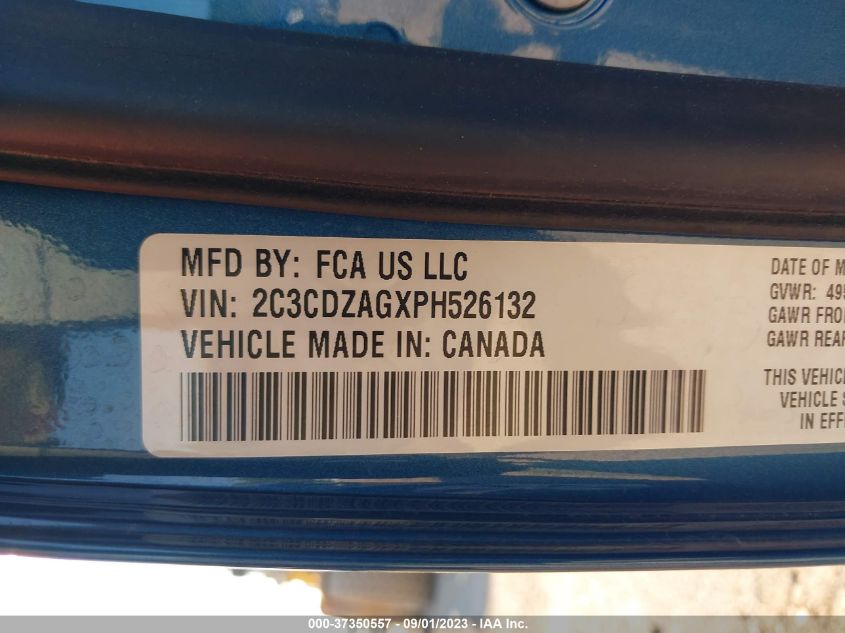 MFD BY: FCA US LLC
VIN: 2C3CDZAGXPH526132
VEHICLE MADE IN: CANADA
DATE OF M
GVWR: 495
GAWR FRO
GAWR REAR
THIS VEHIC
VEHICLE S
IN EFF
000-37350557 - 09/01/2023 - IAA Inc.